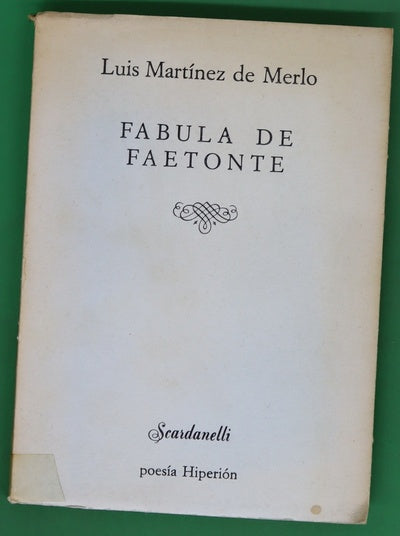 Luis Martínez de Merlo
FABULA DE
FAETONTE
Scardanelli
poesía Hiperión